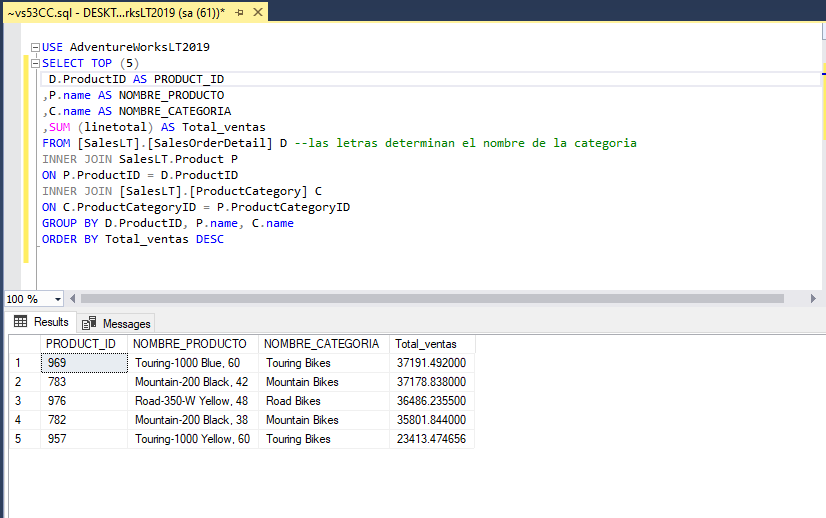 ~vs53CC.sql - DESKT...rksLT2019 (sa (61))*
USE AdventureWorksLT2019
SELECT TOP (5)
D.ProductID AS PRODUCT_ID
,P.name AS NOMBRE_PRODUCTO
,C.name AS NOMBRE_CATEGORIA
,SUM (linetotal) AS Total_ventas
FROM [SalesLT].[SalesOrderDetail] D --las letras determinan el nombre de la categoria
INNER JOIN SalesLT.Product P
ON P.ProductID = D.ProductID
INNER JOIN [SalesLT].[ProductCategory] C
ON C.ProductCategoryID = P.ProductCategoryID
GROUP BY D.ProductID, P.name, C.name
ORDER BY Total_ventas DESC
100 %
Results Messages
PRODUCT_ID NOMBRE_PRODUCTO NOMBRE_CATEGORIA Total_ventas
1 969 Touring-1000 Blue, 60 Touring Bikes 37191.492000
2 783 Mountain-200 Black, 42 Mountain Bikes 37178.838000
3 976 Road-350-W Yellow, 48 Road Bikes 36486.235500
4 782 Mountain-200 Black, 38 Mountain Bikes 35801.844000
5 957 Touring-1000 Yellow, 60 Touring Bikes 23413.474656